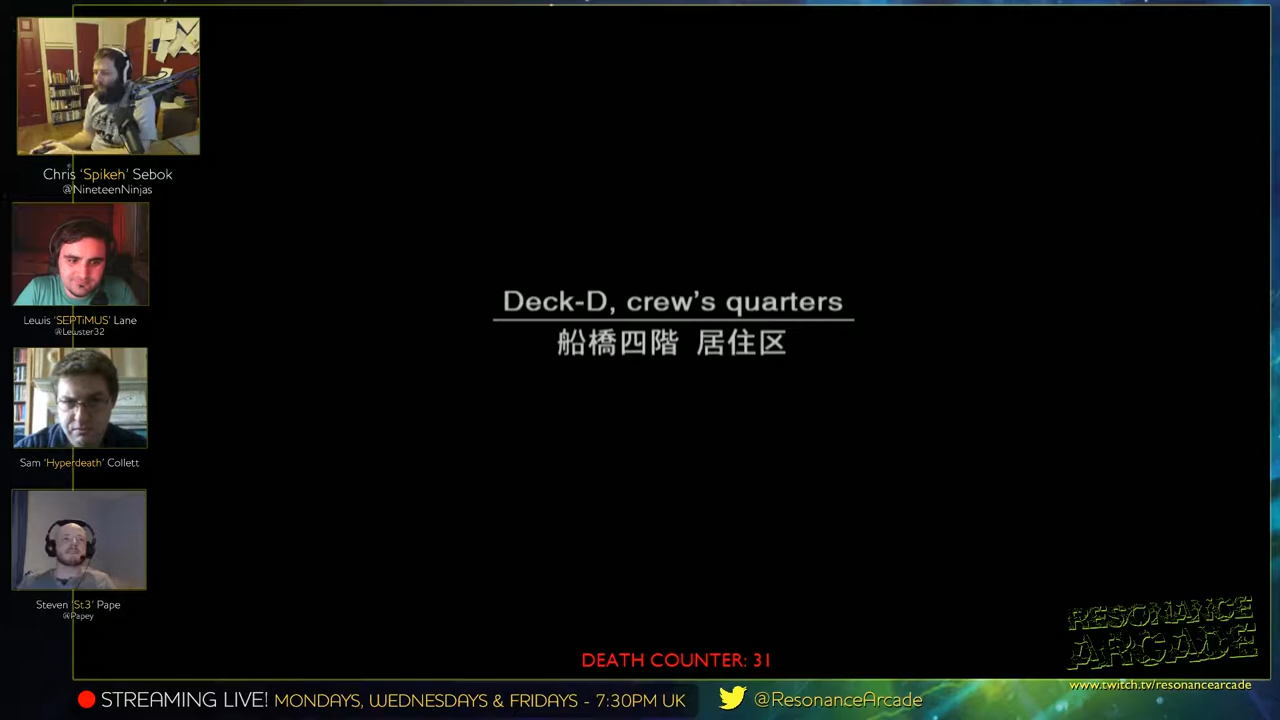 Chris 'Spikeh' Sebok
@NineteenNinjas
Lewis 'SEPTiMUS' Lane
@Lewster32
Sam 'Hyperdeath' Collett
Steven 'St3' Pape
@Papey
Deck-D, crew's quarters
船橋四階 居住区
DEATH COUNTER: 31
RESONANCE
ARCADE
www.twitch.tv/resonancearcade
STREAMING LIVE! MONDAYS, WEDNESDAYS & FRIDAYS - 7:30PM UK
@ResonanceArcade